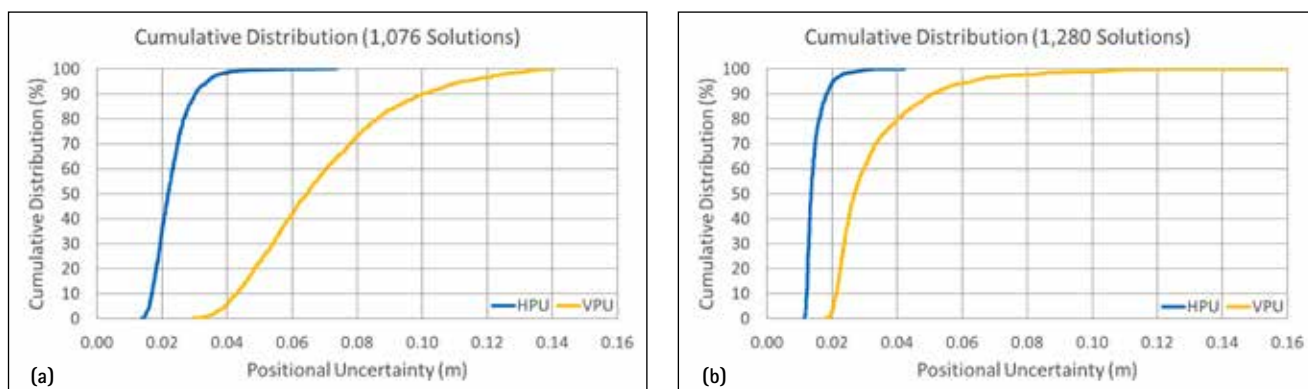 Cumulative Distribution (1,076 Solutions)
Cumulative Distribution (%)
100
90
80
70
60
50
40
30
20
10
0
HPU VPU
0.00 0.02 0.04 0.06 0.08 0.10 0.12 0.14 0.16
(a) Positional Uncertainty (m)
Cumulative Distribution (1,280 Solutions)
Cumulative Distribution (%)
100
90
80
70
60
50
40
30
20
10
0
HPU VPU
0.00 0.02 0.04 0.06 0.08 0.10 0.12 0.14 0.16
(b) Positional Uncertainty (m)